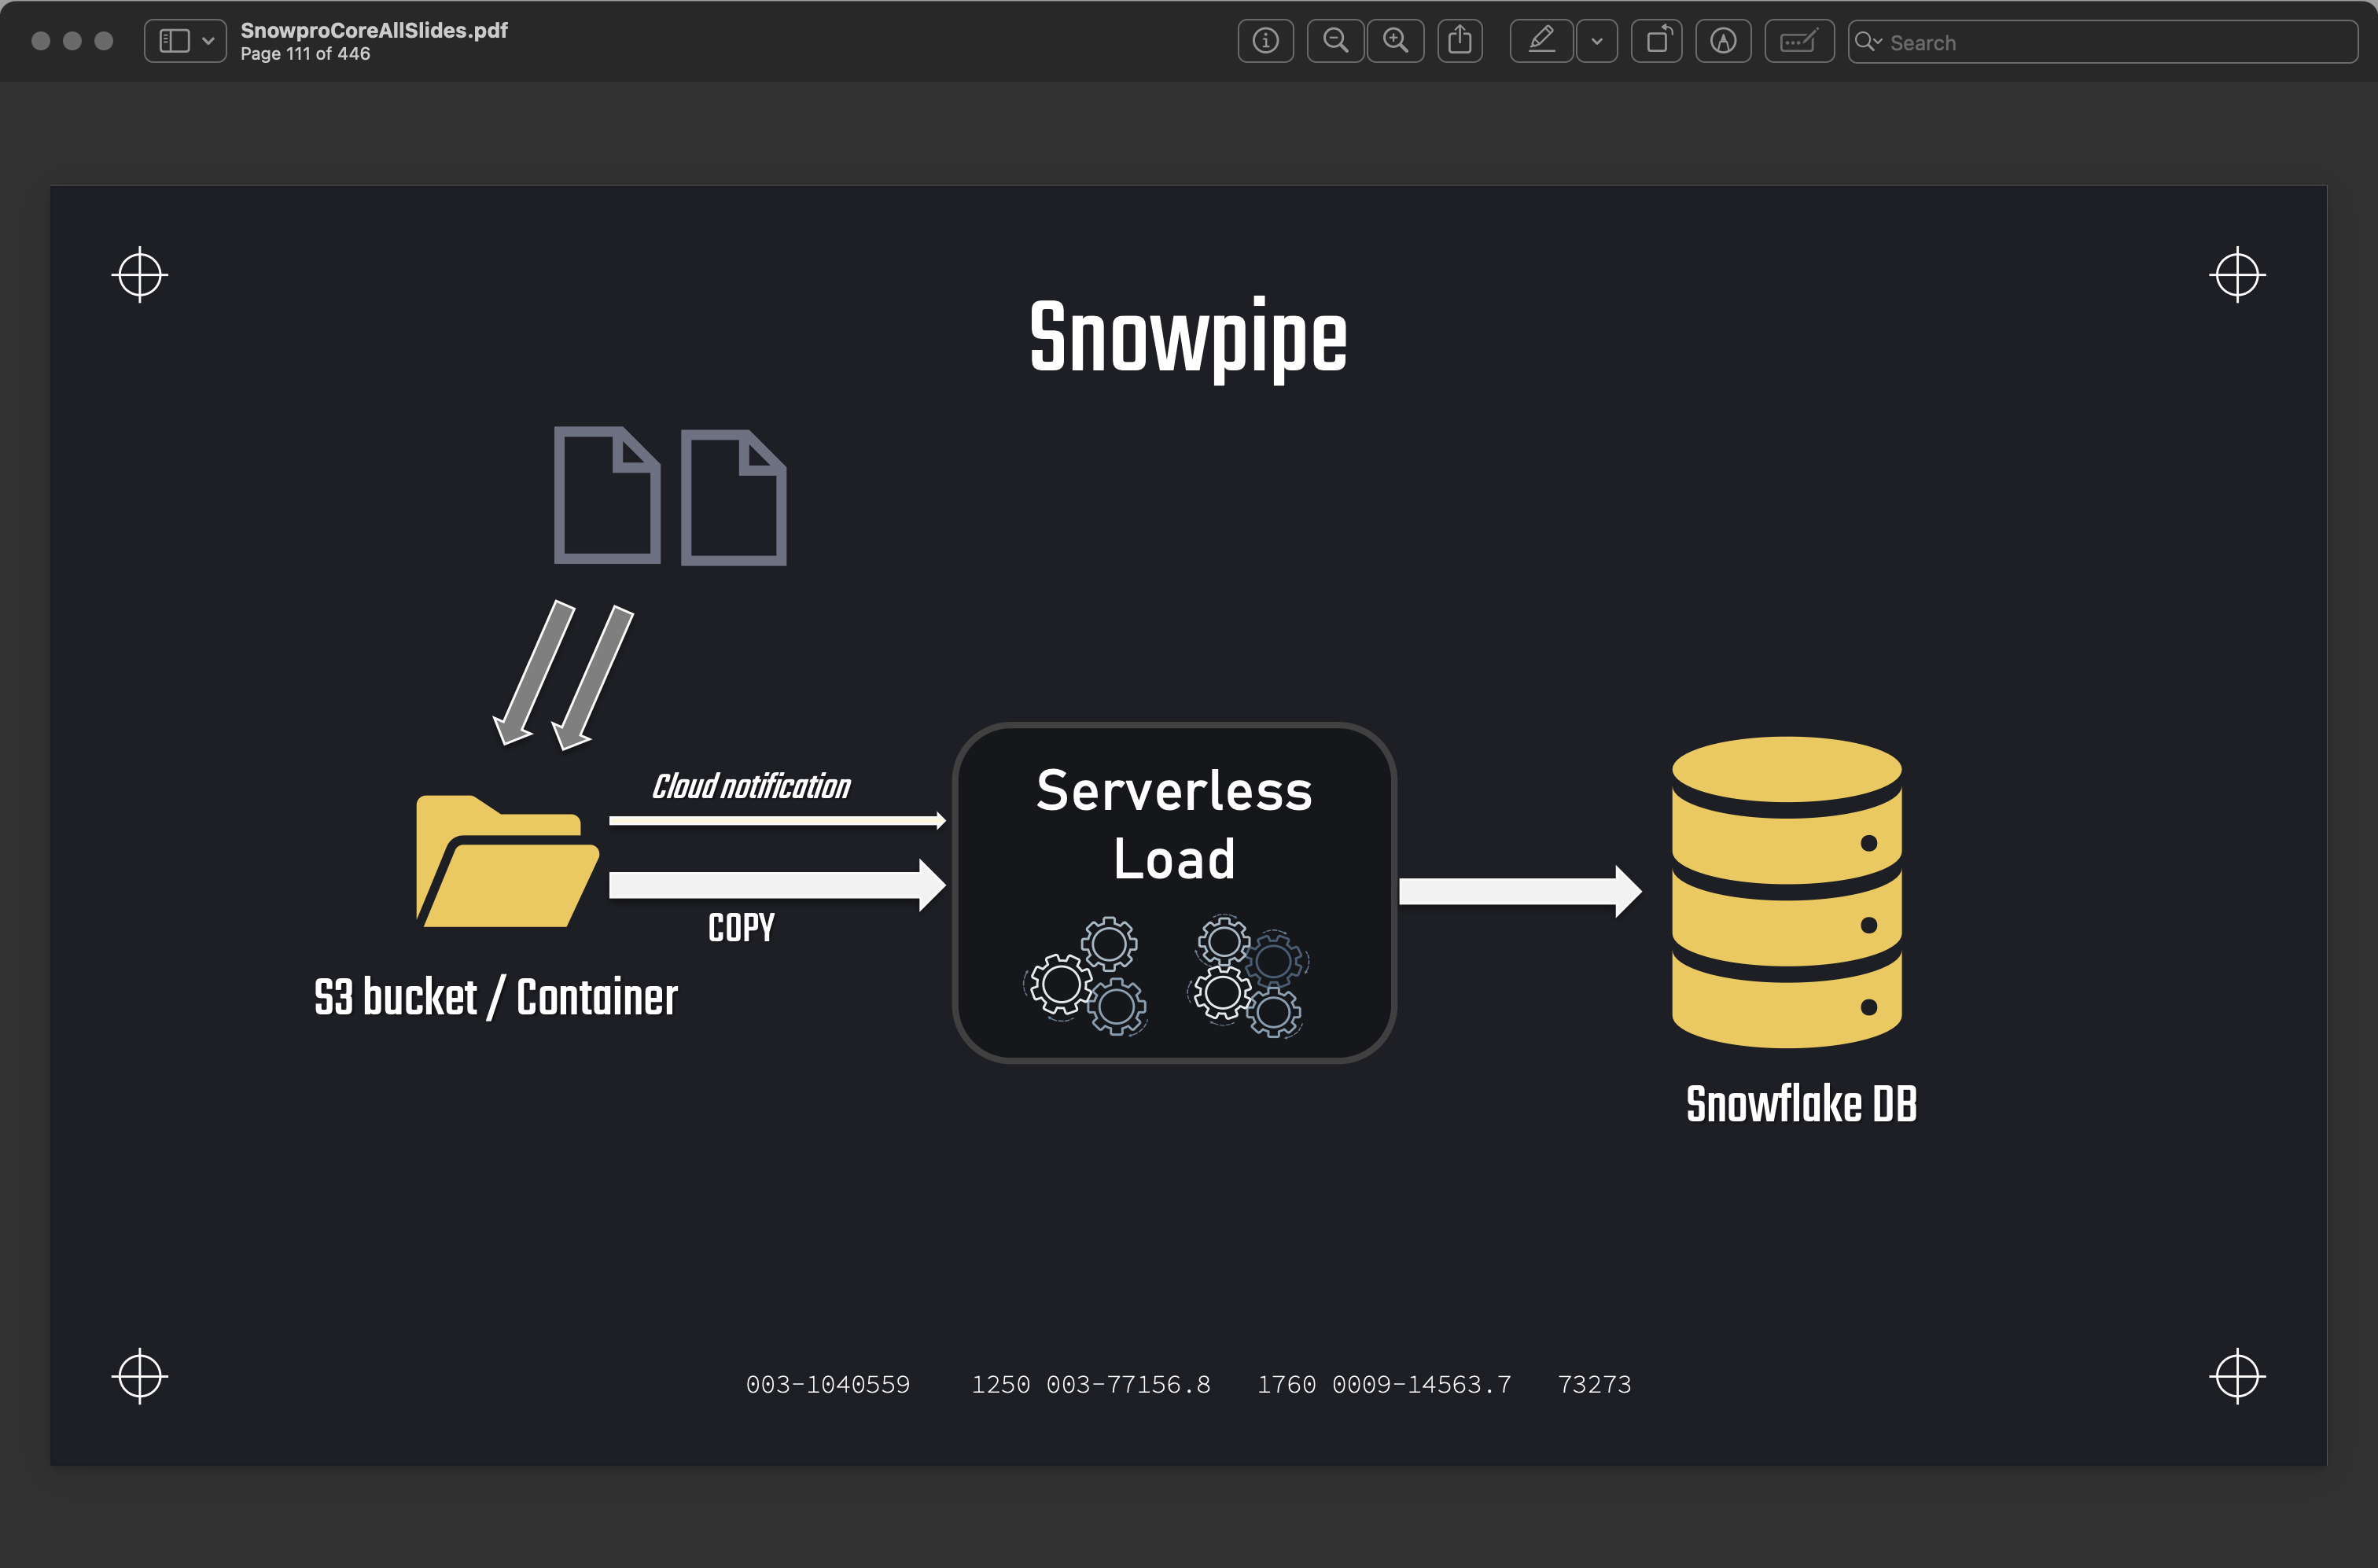 SnowproCoreAllSlides.pdf
Page 111 of 446
Search
Snowpipe
Cloud notification
COPY
S3 bucket / Container
Serverless
Load
Snowflake DB
003-1040559 1250 003-77156.8 1760 0009-14563.7 73273